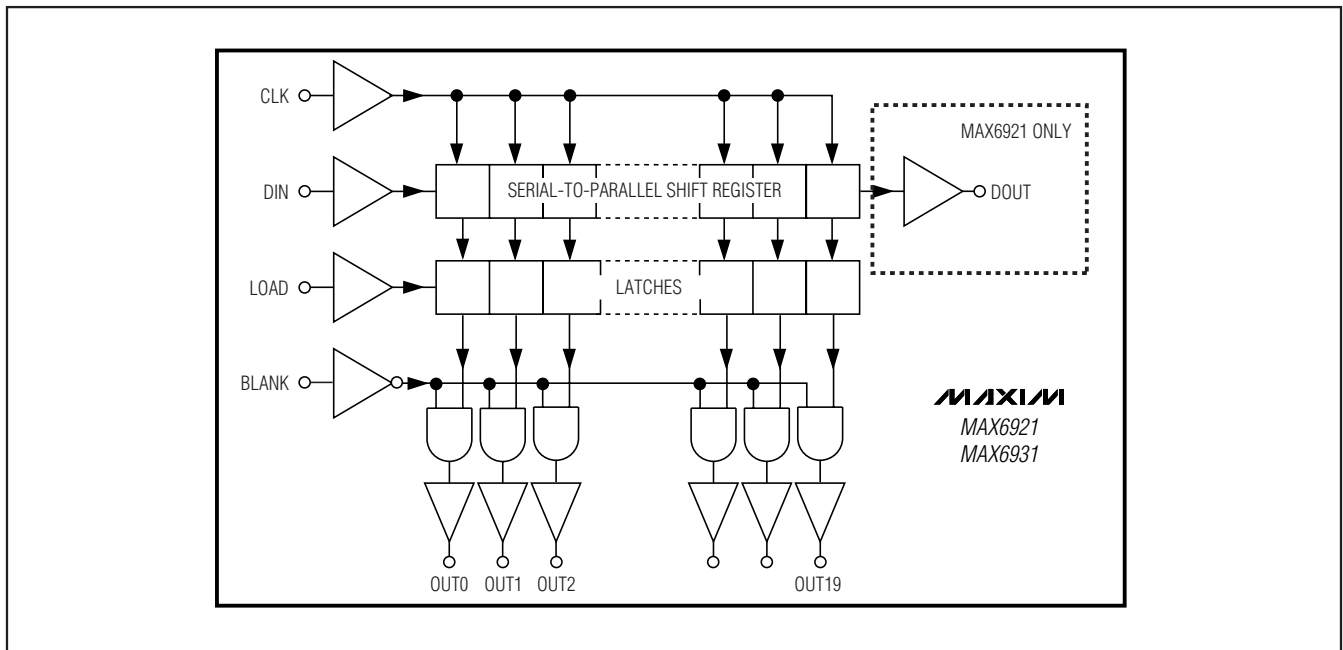 CLK
MAX6921 ONLY
DIN
SERIAL-TO-PARALLEL SHIFT REGISTER
DOUT
LOAD
LATCHES
BLANK
MAXIM
MAX6921
MAX6931
OUT0 OUT1 OUT2 OUT19